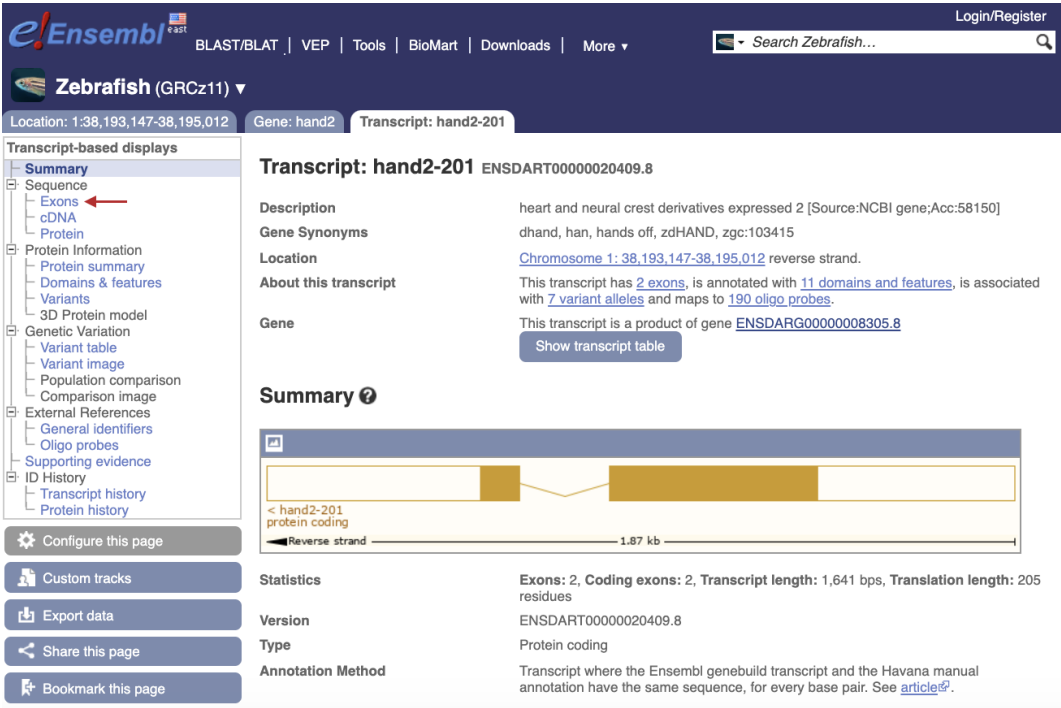 Login/Register
e!Ensembl east
BLAST/BLAT | VEP | Tools | BioMart | Downloads | More ▼
Search Zebrafish…
Zebrafish (GRCz11) ▼
Location: 1:38,193,147-38,195,012
Gene: hand2
Transcript: hand2-201
Transcript-based displays
Summary
Sequence
Exons
cDNA
Protein
Protein Information
Protein summary
Domains & features
Variants
3D Protein model
Genetic Variation
Variant table
Variant image
Population comparison
Comparison image
External References
General identifiers
Oligo probes
Supporting evidence
ID History
Transcript history
Protein history
Configure this page
Custom tracks
Export data
Share this page
Bookmark this page
Transcript: hand2-201 ENSDART00000020409.8
Description heart and neural crest derivatives expressed 2 [Source:NCBI gene;Acc:58150]
Gene Synonyms dhand, han, hands off, zdHAND, zgc:103415
Location Chromosome 1: 38,193,147-38,195,012 reverse strand.
About this transcript This transcript has 2 exons, is annotated with 11 domains and features, is associated
with 7 variant alleles and maps to 190 oligo probes.
Gene This transcript is a product of gene ENSDARG00000008305.8
Show transcript table
Summary ?
< hand2-201
protein coding
Reverse strand 1.87 kb
Statistics Exons: 2, Coding exons: 2, Transcript length: 1,641 bps, Translation length: 205
residues
Version ENSDART00000020409.8
Type Protein coding
Annotation Method Transcript where the Ensembl genebuild transcript and the Havana manual
annotation have the same sequence, for every base pair. See article.